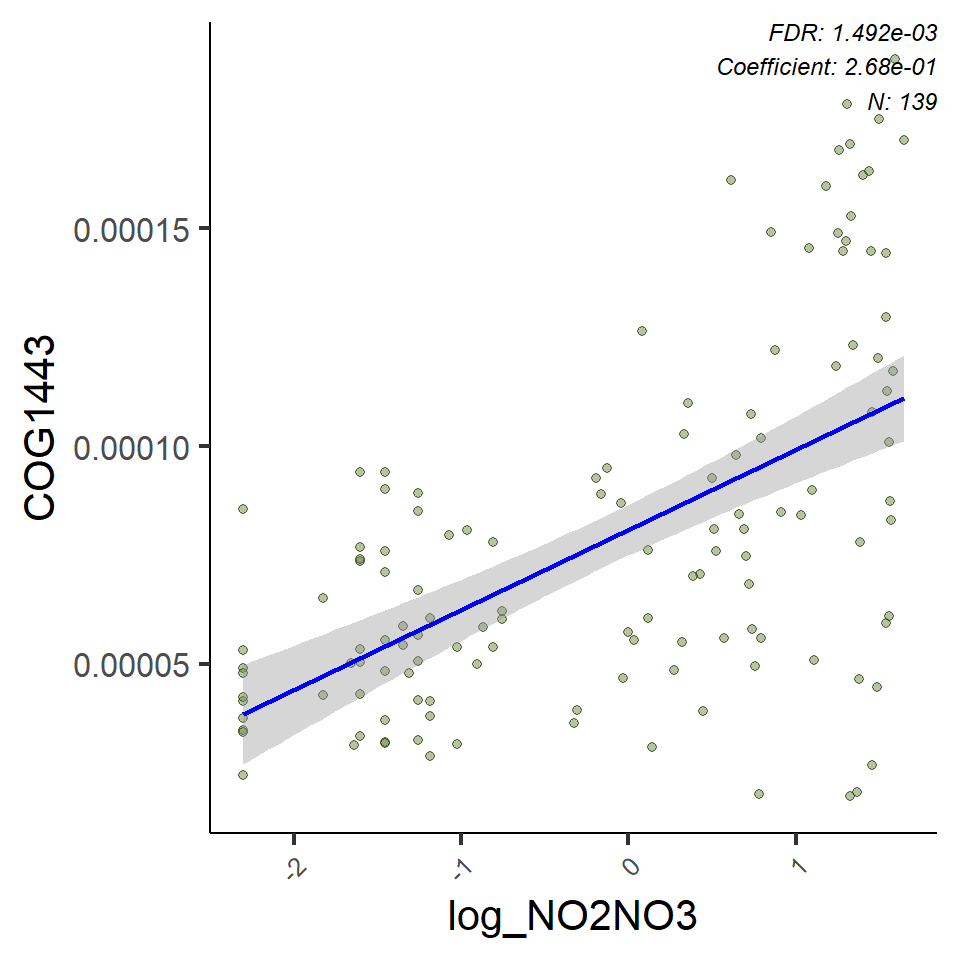 FDR: 1.492e-03
Coefficient: 2.68e-01
N: 139
COG1443
0.00015
0.00010
0.00005
-2
-1
0
1
log_NO2NO3